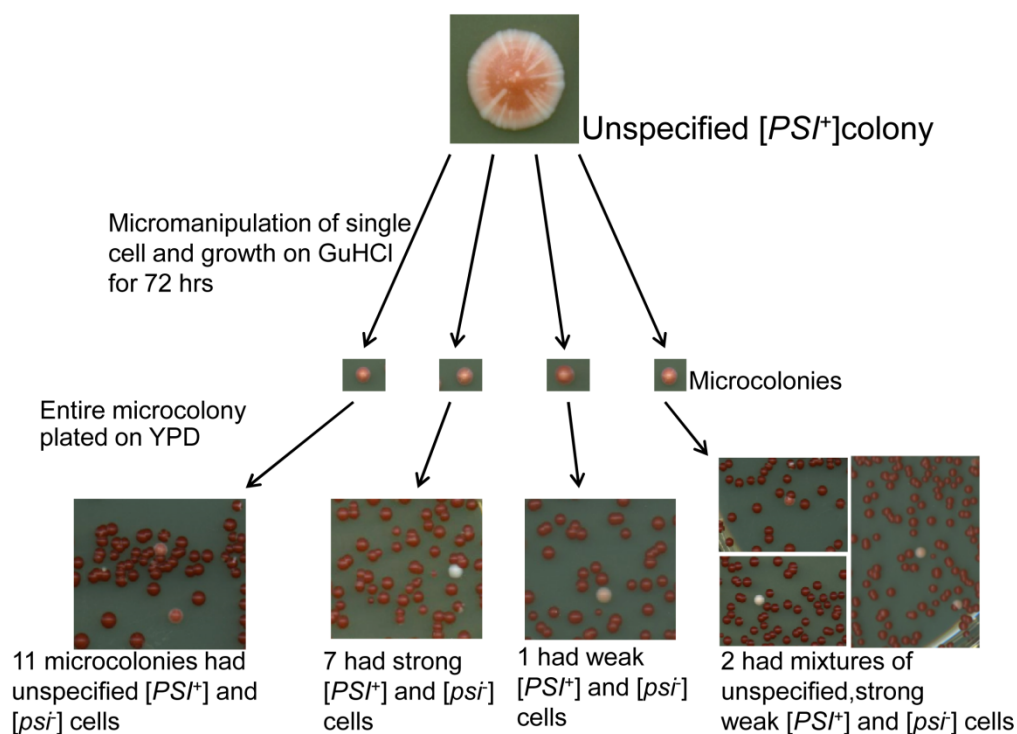 Unspecified [PSI⁺]colony
Micromanipulation of single
cell and growth on GuHCl
for 72 hrs
Microcolonies
Entire microcolony
plated on YPD
11 microcolonies had
unspecified [PSI⁺] and
[psi⁻] cells
7 had strong
[PSI⁺] and [psi⁻]
cells
1 had weak
[PSI⁺] and [psi⁻]
cells
2 had mixtures of
unspecified,strong
weak [PSI⁺] and [psi⁻] cells